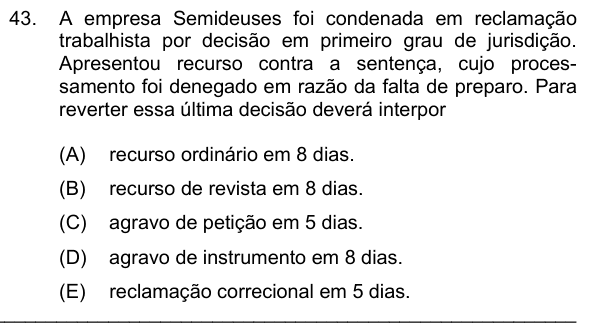 43. A empresa Semideuses foi condenada em reclamação
trabalhista por decisão em primeiro grau de jurisdição.
Apresentou recurso contra a sentença, cujo proces-
samento foi denegado em razão da falta de preparo. Para
reverter essa última decisão deverá interpor
(A) recurso ordinário em 8 dias.
(B) recurso de revista em 8 dias.
(C) agravo de petição em 5 dias.
(D) agravo de instrumento em 8 dias.
(E) reclamação correcional em 5 dias.